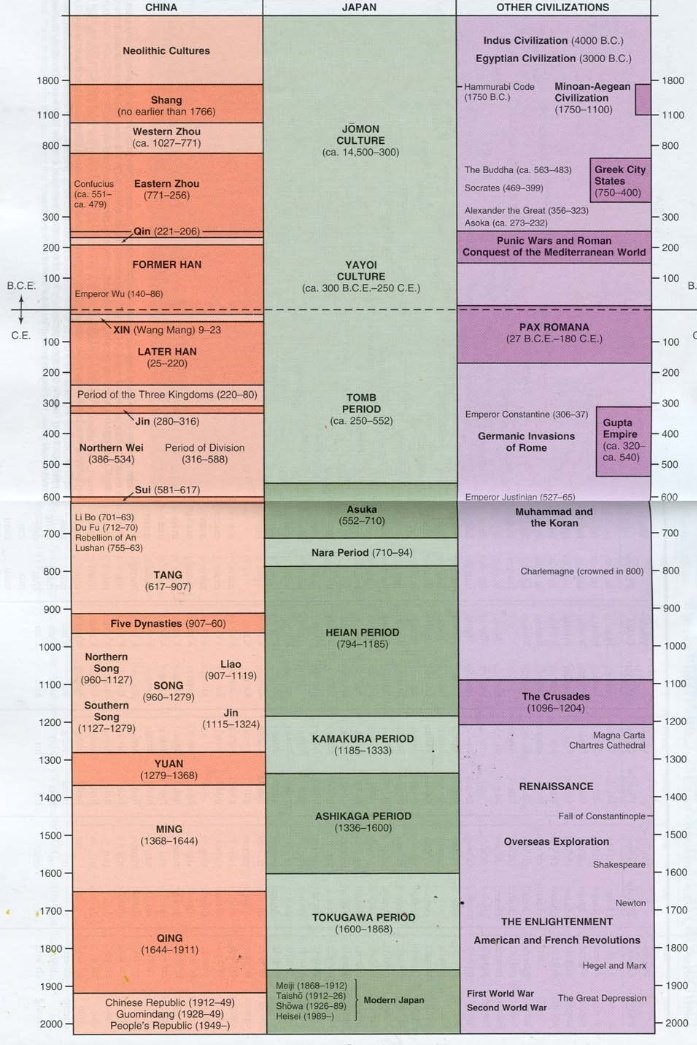 CHINA
JAPAN
OTHER CIVILIZATIONS
1800
1100
800
300
200
100
B.C.E.
C.E.
100
200
300
400
500
600
700
800
900
1000
1100
1200
1300
1400
1500
1600
1700
1800
1900
2000
Neolithic Cultures
Shang
(no earlier than 1766)
Western Zhou
(ca. 1027–771)
Confucius
(ca. 551–
ca. 479)
Eastern Zhou
(771–256)
Qin (221–206)
FORMER HAN
Emperor Wu (140–86)
XIN (Wang Mang) 9–23
LATER HAN
(25–220)
Period of the Three Kingdoms (220–80)
Jin (280–316)
Northern Wei
(386–534)
Period of Division
(316–588)
Sui (581–617)
Li Bo (701–63)
Du Fu (712–70)
Rebellion of An
Lushan (755–63)
TANG
(617–907)
Five Dynasties (907–60)
Northern
Song
(960–1127)
Liao
(907–1119)
SONG
(960–1279)
Southern
Song
(1127–1279)
Jin
(1115–1324)
YUAN
(1279–1368)
MING
(1368–1644)
QING
(1644–1911)
Chinese Republic (1912–49)
Guomindang (1928–49)
People's Republic (1949–)
JŌMON
CULTURE
(ca. 14,500–300)
YAYOI
CULTURE
(ca. 300 B.C.E.–250 C.E.)
TOMB
PERIOD
(ca. 250–552)
Asuka
(552–710)
Nara Period (710–94)
HEIAN PERIOD
(794–1185)
KAMAKURA PERIOD
(1185–1333)
ASHIKAGA PERIOD
(1336–1600)
TOKUGAWA PERIOD
(1600–1868)
Meiji (1868–1912)
Taishō (1912–26)
Shōwa (1926–89)
Heisei (1989–)
Modern Japan
Indus Civilization (4000 B.C.)
Egyptian Civilization (3000 B.C.)
Hammurabi Code
(1750 B.C.)
Minoan-Aegean
Civilization
(1750–1100)
The Buddha (ca. 563–483)
Socrates (469–399)
Greek City
States
(750–400)
Alexander the Great (356–323)
Asoka (ca. 273–232)
Punic Wars and Roman
Conquest of the Mediterranean World
PAX ROMANA
(27 B.C.E.–180 C.E.)
Emperor Constantine (306–37)
Germanic Invasions
of Rome
Gupta
Empire
(ca. 320–
ca. 540)
Emperor Justinian (527–65)
Muhammad and
the Koran
Charlemagne (crowned in 800)
The Crusades
(1096–1204)
Magna Carta
Chartres Cathedral
RENAISSANCE
Fall of Constantinople
Overseas Exploration
Shakespeare
Newton
THE ENLIGHTENMENT
American and French Revolutions
Hegel and Marx
First World War
Second World War
The Great Depression
1800
1100
800
300
200
100
B.
C
100
200
300
400
500
600
700
800
900
1000
1100
1200
1300
1400
1500
1600
1700
1800
1900
2000